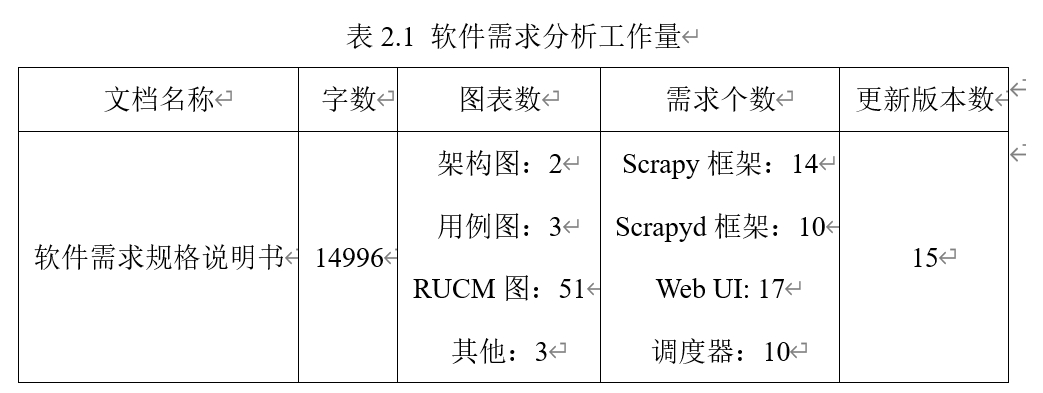 表 2.1 软件需求分析工作量
文档名称 字数 图表数 需求个数 更新版本数
软件需求规格说明书 14996
架构图：2
用例图：3
RUCM 图：51
其他：3
Scrapy 框架：14
Scrapyd 框架：10
Web UI: 17
调度器：10
15